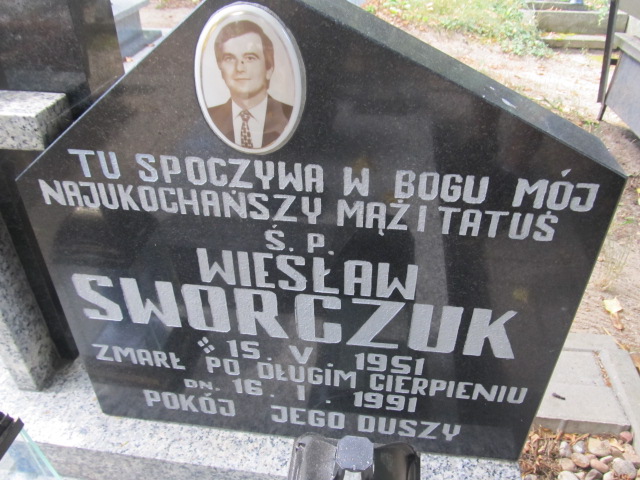 TU SPOCZYWA W BOGU MÓJ
NAJUKOCHAŃSZY MĄŻ I TATUŚ
Ś. P.
WIESŁAW
SWORCZUK
* 15. V. 1951
ZMARŁ PO DŁUGIM CIERPIENIU
DN. 16. I. 1991
POKÓJ JEGO DUSZY